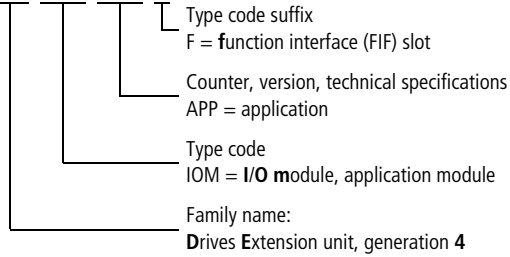 Type code suffix
F = function interface (FIF) slot
Counter, version, technical specifications
APP = application
Type code
IOM = I/O module, application module
Family name:
Drives Extension unit, generation 4